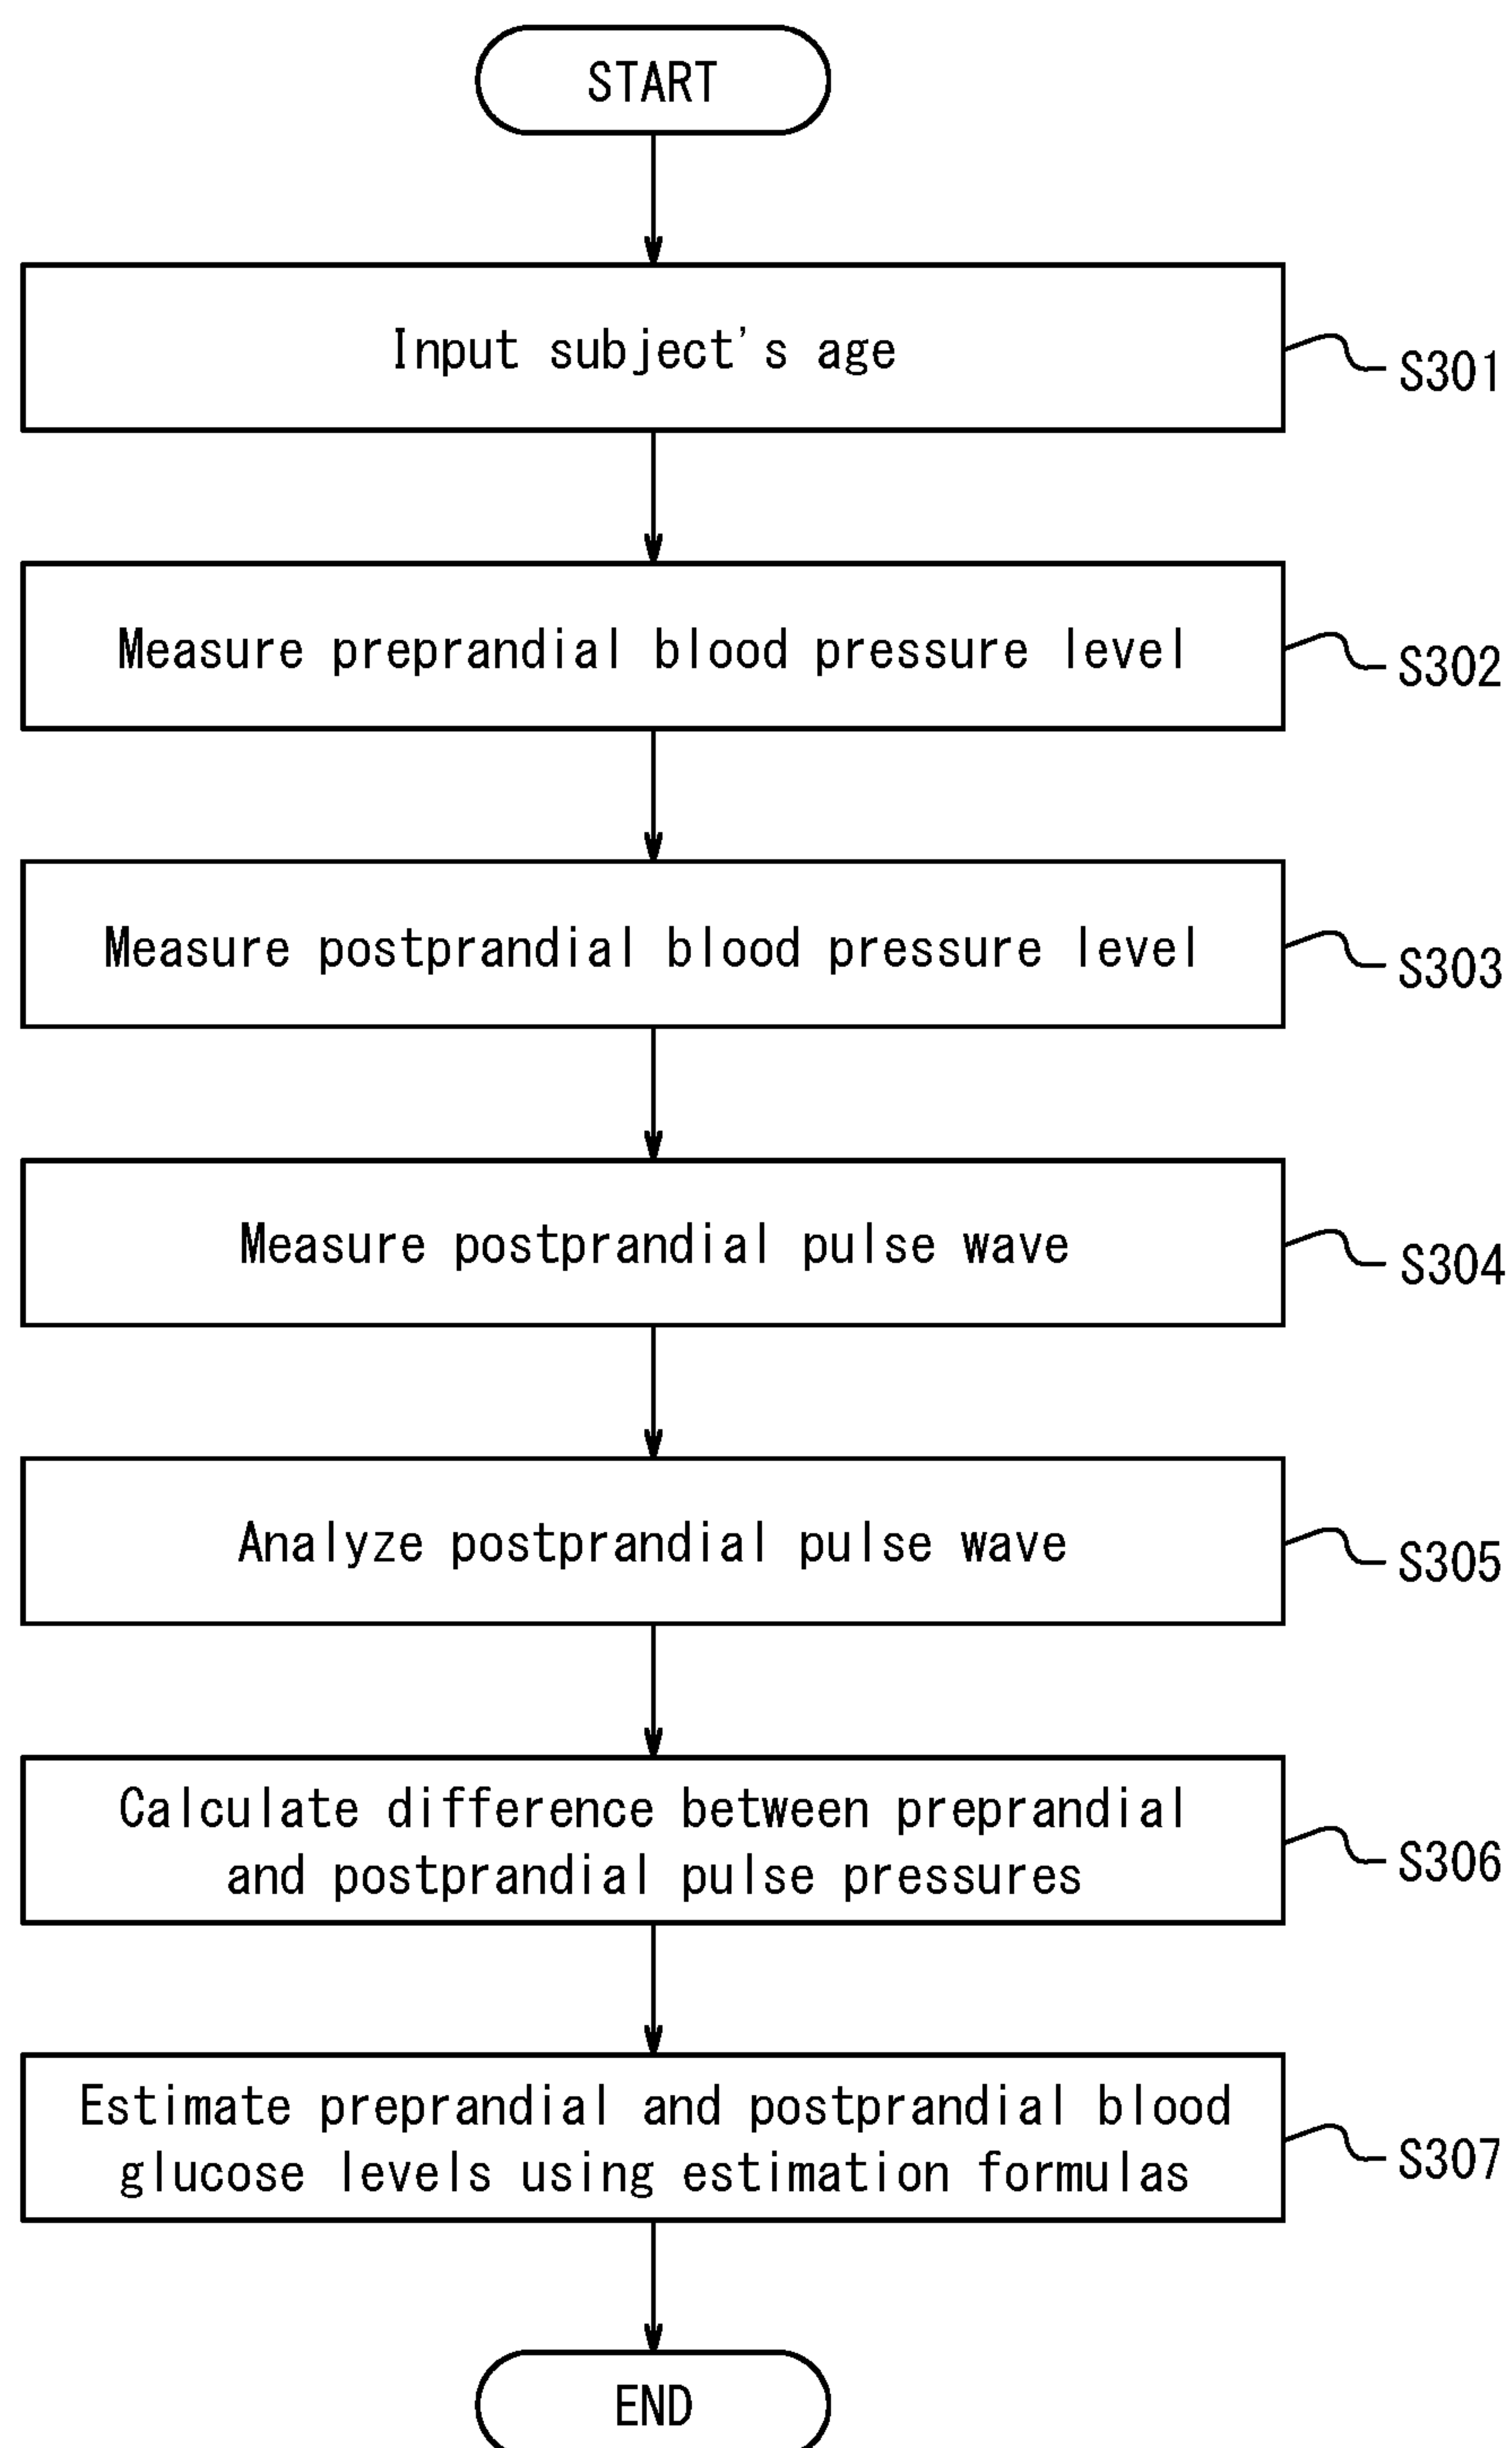 START
Input subject's age
S301
Measure preprandial blood pressure level
S302
Measure postprandial blood pressure level
S303
Measure postprandial pulse wave
S304
Analyze postprandial pulse wave
S305
Calculate difference between preprandial
and postprandial pulse pressures
S306
Estimate preprandial and postprandial blood
glucose levels using estimation formulas
S307
END